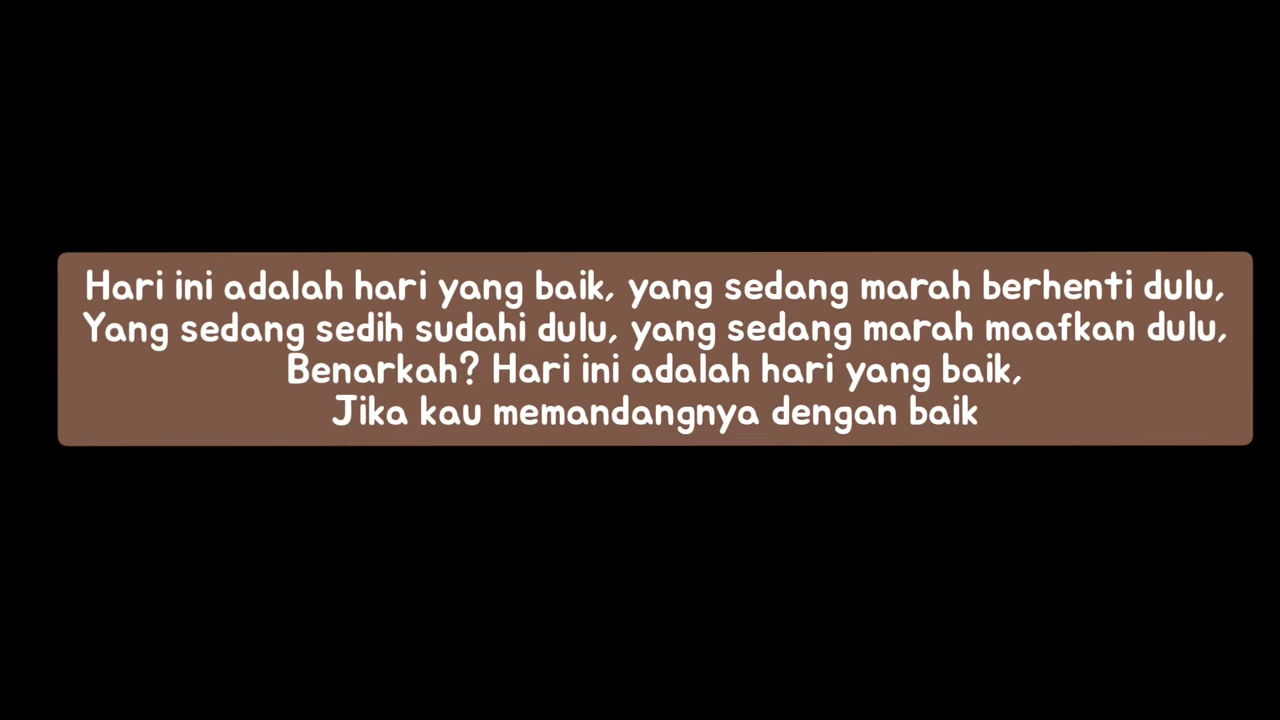 Hari ini adalah hari yang baik, yang sedang marah berhenti dulu,
Yang sedang sedih sudahi dulu, yang sedang marah maafkan dulu,
Benarkah? Hari ini adalah hari yang baik,
Jika kau memandangnya dengan baik